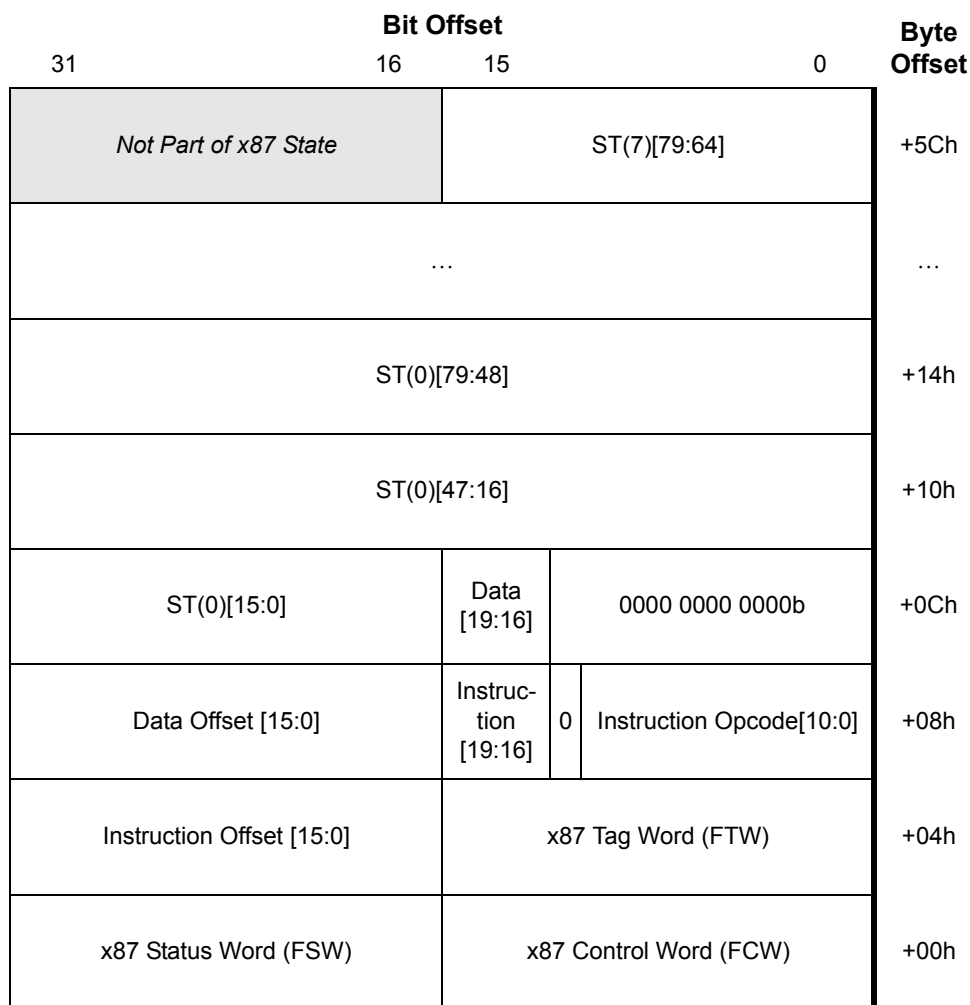 Bit Offset
Byte
Offset
31 16 15 0
Not Part of x87 State ST(7)[79:64] +5Ch
… …
ST(0)[79:48] +14h
ST(0)[47:16] +10h
ST(0)[15:0] Data
[19:16] 0000 0000 0000b +0Ch
Data Offset [15:0] Instruc-
tion
[19:16] 0 Instruction Opcode[10:0] +08h
Instruction Offset [15:0] x87 Tag Word (FTW) +04h
x87 Status Word (FSW) x87 Control Word (FCW) +00h